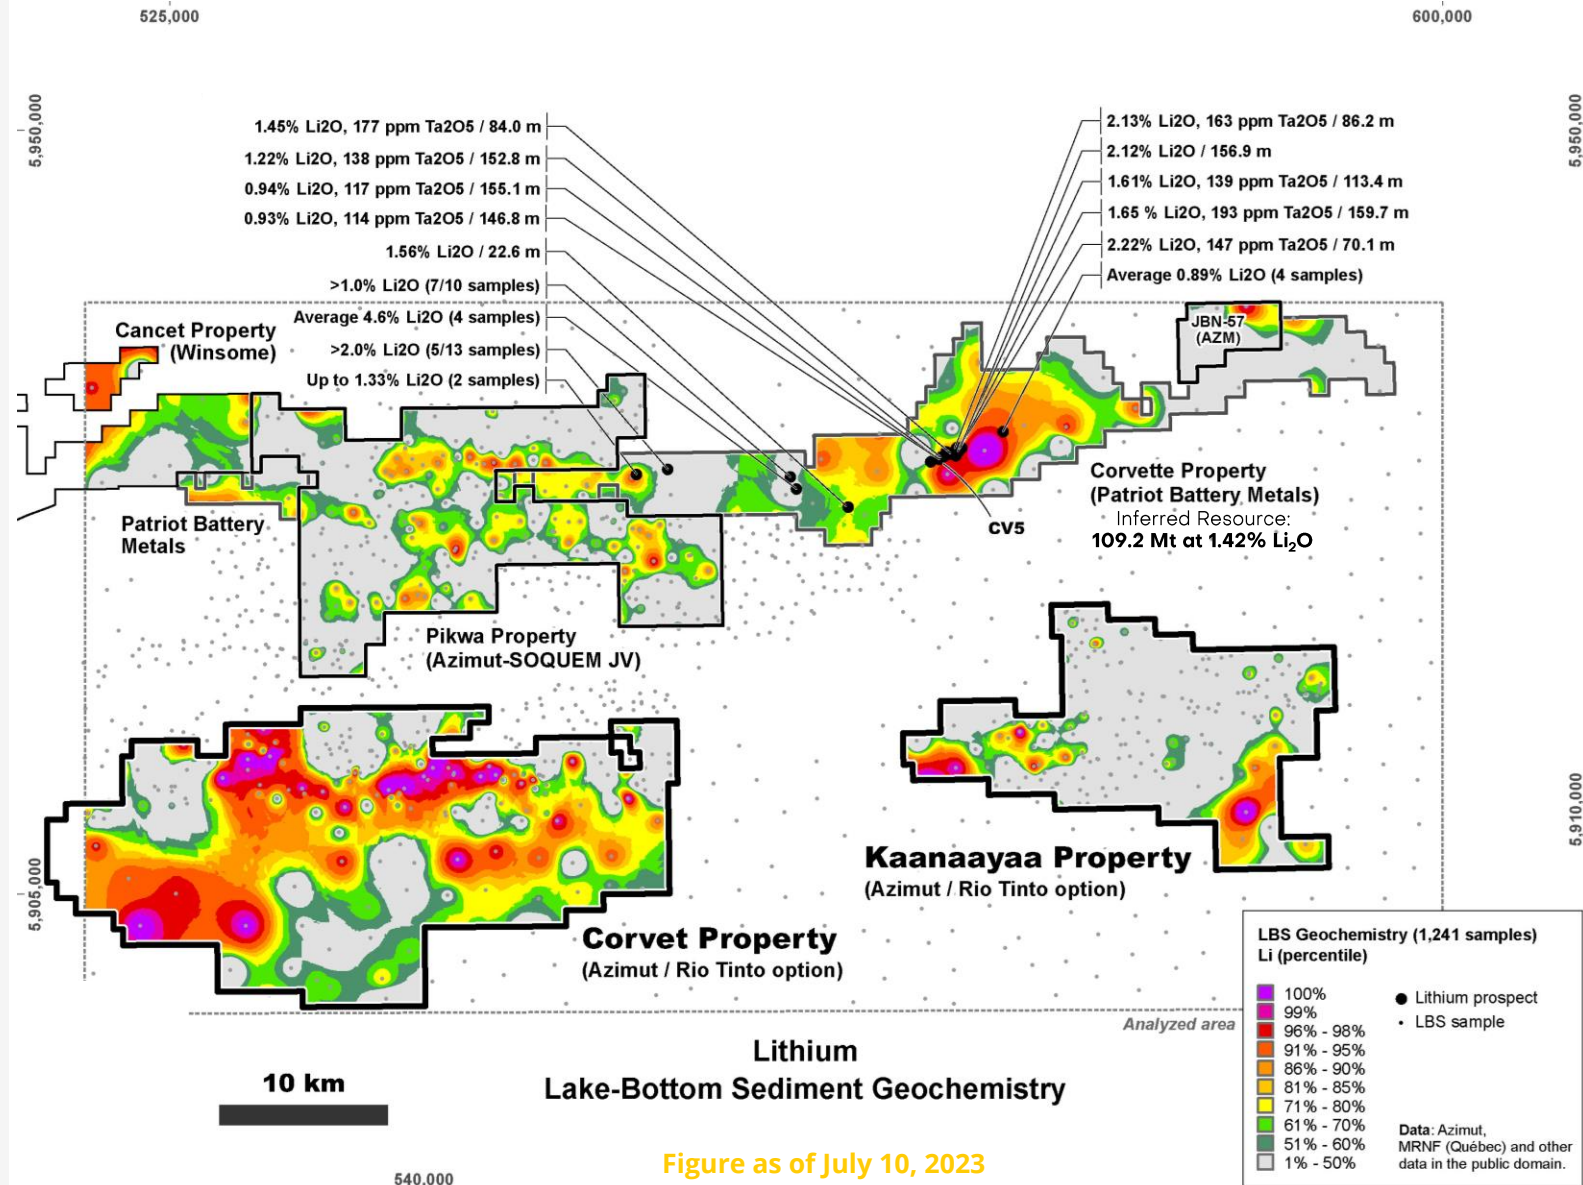 525,000
600,000
5,950,000
5,950,000
1.45% Li2O, 177 ppm Ta2O5 / 84.0 m
1.22% Li2O, 138 ppm Ta2O5 / 152.8 m
0.94% Li2O, 117 ppm Ta2O5 / 155.1 m
0.93% Li2O, 114 ppm Ta2O5 / 146.8 m
1.56% Li2O / 22.6 m
>1.0% Li2O (7/10 samples)
Average 4.6% Li2O (4 samples)
>2.0% Li2O (5/13 samples)
Up to 1.33% Li2O (2 samples)
2.13% Li2O, 163 ppm Ta2O5 / 86.2 m
2.12% Li2O / 156.9 m
1.61% Li2O, 139 ppm Ta2O5 / 113.4 m
1.65 % Li2O, 193 ppm Ta2O5 / 159.7 m
2.22% Li2O, 147 ppm Ta2O5 / 70.1 m
Average 0.89% Li2O (4 samples)
Cancet Property
(Winsome)
JBN-57
(AZM)
Patriot Battery
Metals
CV5
Corvette Property
(Patriot Battery Metals)
Inferred Resource:
109.2 Mt at 1.42% Li₂O
Pikwa Property
(Azimut-SOQUEM JV)
Kaanaayaa Property
(Azimut / Rio Tinto option)
5,910,000
5,905,000
Corvet Property
(Azimut / Rio Tinto option)
Analyzed area
Lithium
Lake-Bottom Sediment Geochemistry
10 km
LBS Geochemistry (1,241 samples)
Li (percentile)
100%
99%
96% - 98%
91% - 95%
86% - 90%
81% - 85%
71% - 80%
61% - 70%
51% - 60%
1% - 50%
Lithium prospect
LBS sample
Data: Azimut,
MRNF (Québec) and other
data in the public domain.
Figure as of July 10, 2023
540,000